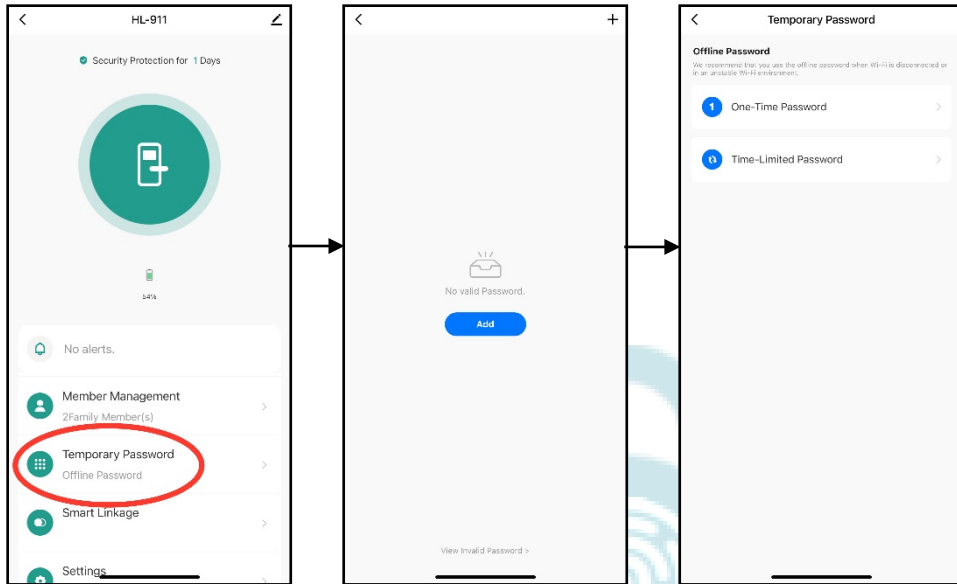 HL-911
Security Protection for 1 Days
54%
No alerts.
Member Management
2Family Member(s)
Temporary Password
Offline Password
Smart Linkage
Settings
No valid Password.
Add
View Invalid Password >
Temporary Password
Offline Password
We recommend that you use the offline password when Wi-Fi is disconnected or
in an unstable Wi-Fi environment.
1 One-Time Password
Time-Limited Password